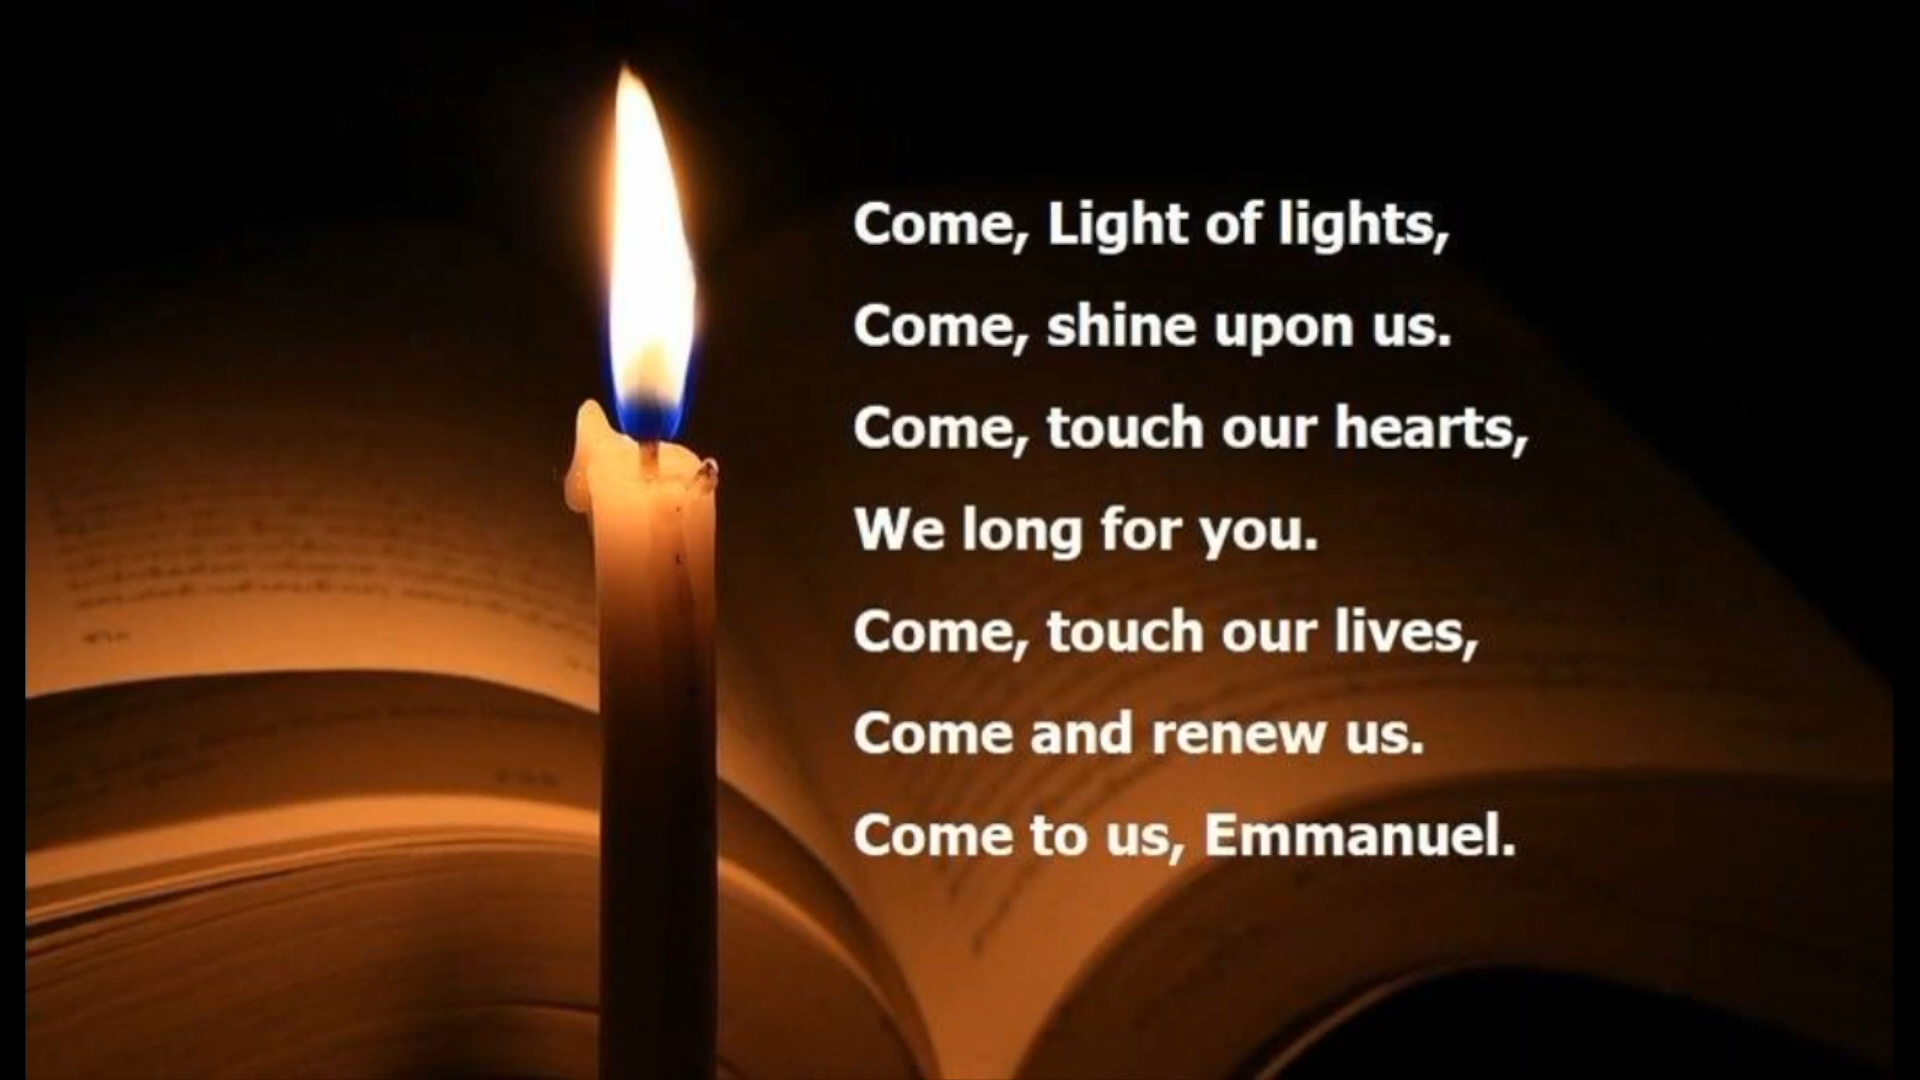 Come, Light of lights,
Come, shine upon us.
Come, touch our hearts,
We long for you.
Come, touch our lives,
Come and renew us.
Come to us, Emmanuel.